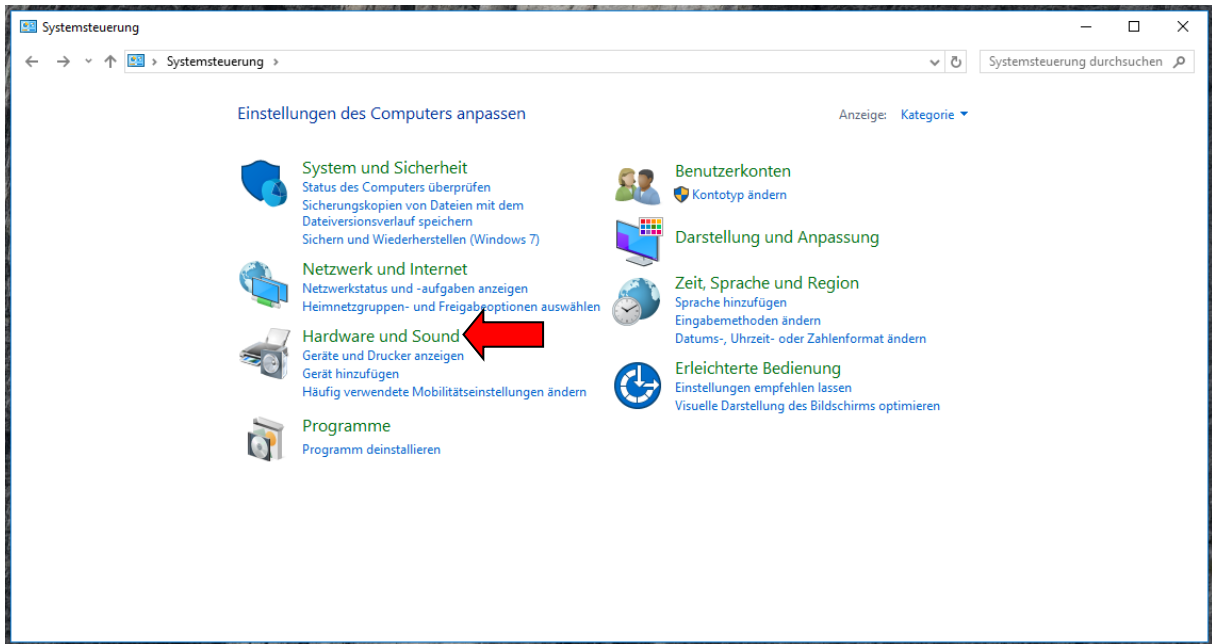 Systemsteuerung
Systemsteuerung
Systemsteuerung durchsuchen
Einstellungen des Computers anpassen
Anzeige: Kategorie
System und Sicherheit
Status des Computers überprüfen
Sicherungskopien von Dateien mit dem
Dateiversionsverlauf speichern
Sichern und Wiederherstellen (Windows 7)
Netzwerk und Internet
Netzwerkstatus und -aufgaben anzeigen
Heimnetzgruppen- und Freigabeoptionen auswählen
Hardware und Sound
Geräte und Drucker anzeigen
Gerät hinzufügen
Häufig verwendete Mobilitätseinstellungen ändern
Programme
Programm deinstallieren
Benutzerkonten
Kontotyp ändern
Darstellung und Anpassung
Zeit, Sprache und Region
Sprache hinzufügen
Eingabemethoden ändern
Datums-, Uhrzeit- oder Zahlenformat ändern
Erleichterte Bedienung
Einstellungen empfehlen lassen
Visuelle Darstellung des Bildschirms optimieren